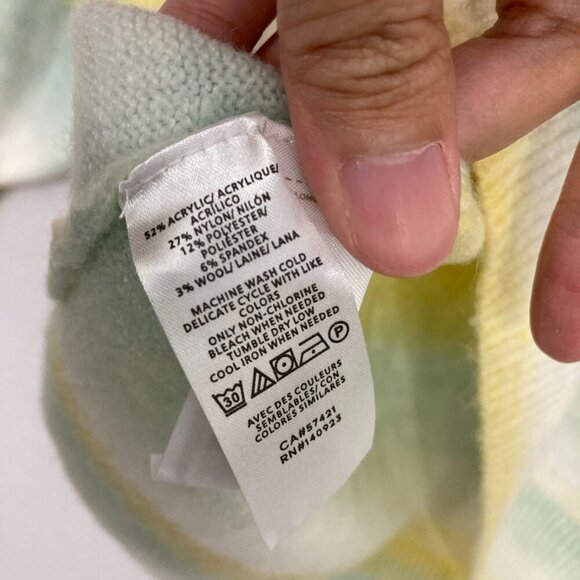 52% ACRYLIC/ ACRYLIQUE/
ACRÍLICO
27% NYLON/ NILÓN
12% POLYESTER/
POLIÉSTER
6% SPANDEX
3% WOOL/ LAINE/ LANA
MACHINE WASH COLD
DELICATE CYCLE WITH LIKE
COLORS
ONLY NON-CHLORINE
BLEACH WHEN NEEDED
TUMBLE DRY LOW
COOL IRON WHEN NEEDED
30 P
AVEC DES COULEURS
SEMBLABLES/CON
COLORES SIMILARES
CA#57421
RN#140923